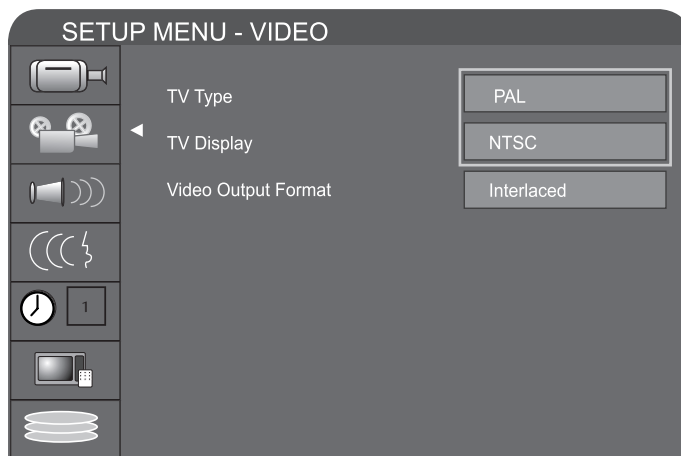 SETUP MENU - VIDEO
TV Type PAL
TV Display NTSC
Video Output Format Interlaced
1